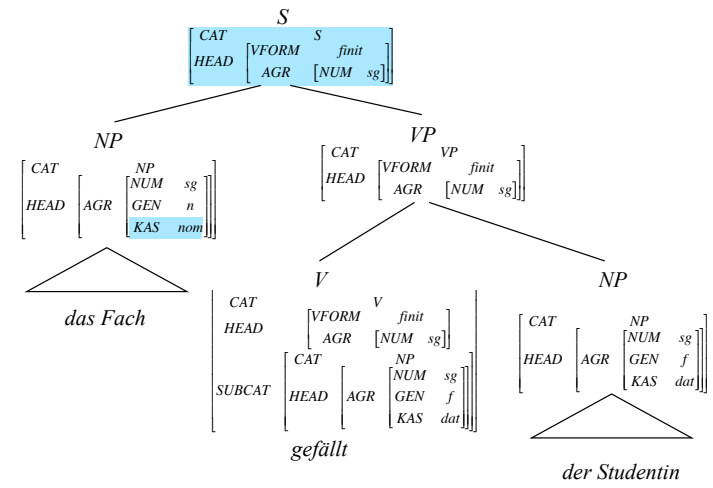 S
CAT S
HEAD VFORM finit
AGR NUM sg
NP
CAT NP
HEAD AGR NUM sg
GEN n
KAS nom
das Fach
VP
CAT VP
HEAD VFORM finit
AGR NUM sg
V
CAT V
HEAD VFORM finit
AGR NUM sg
SUBCAT CAT NP
HEAD AGR NUM sg
GEN f
KAS dat
gefällt
NP
CAT NP
HEAD AGR NUM sg
GEN f
KAS dat
der Studentin